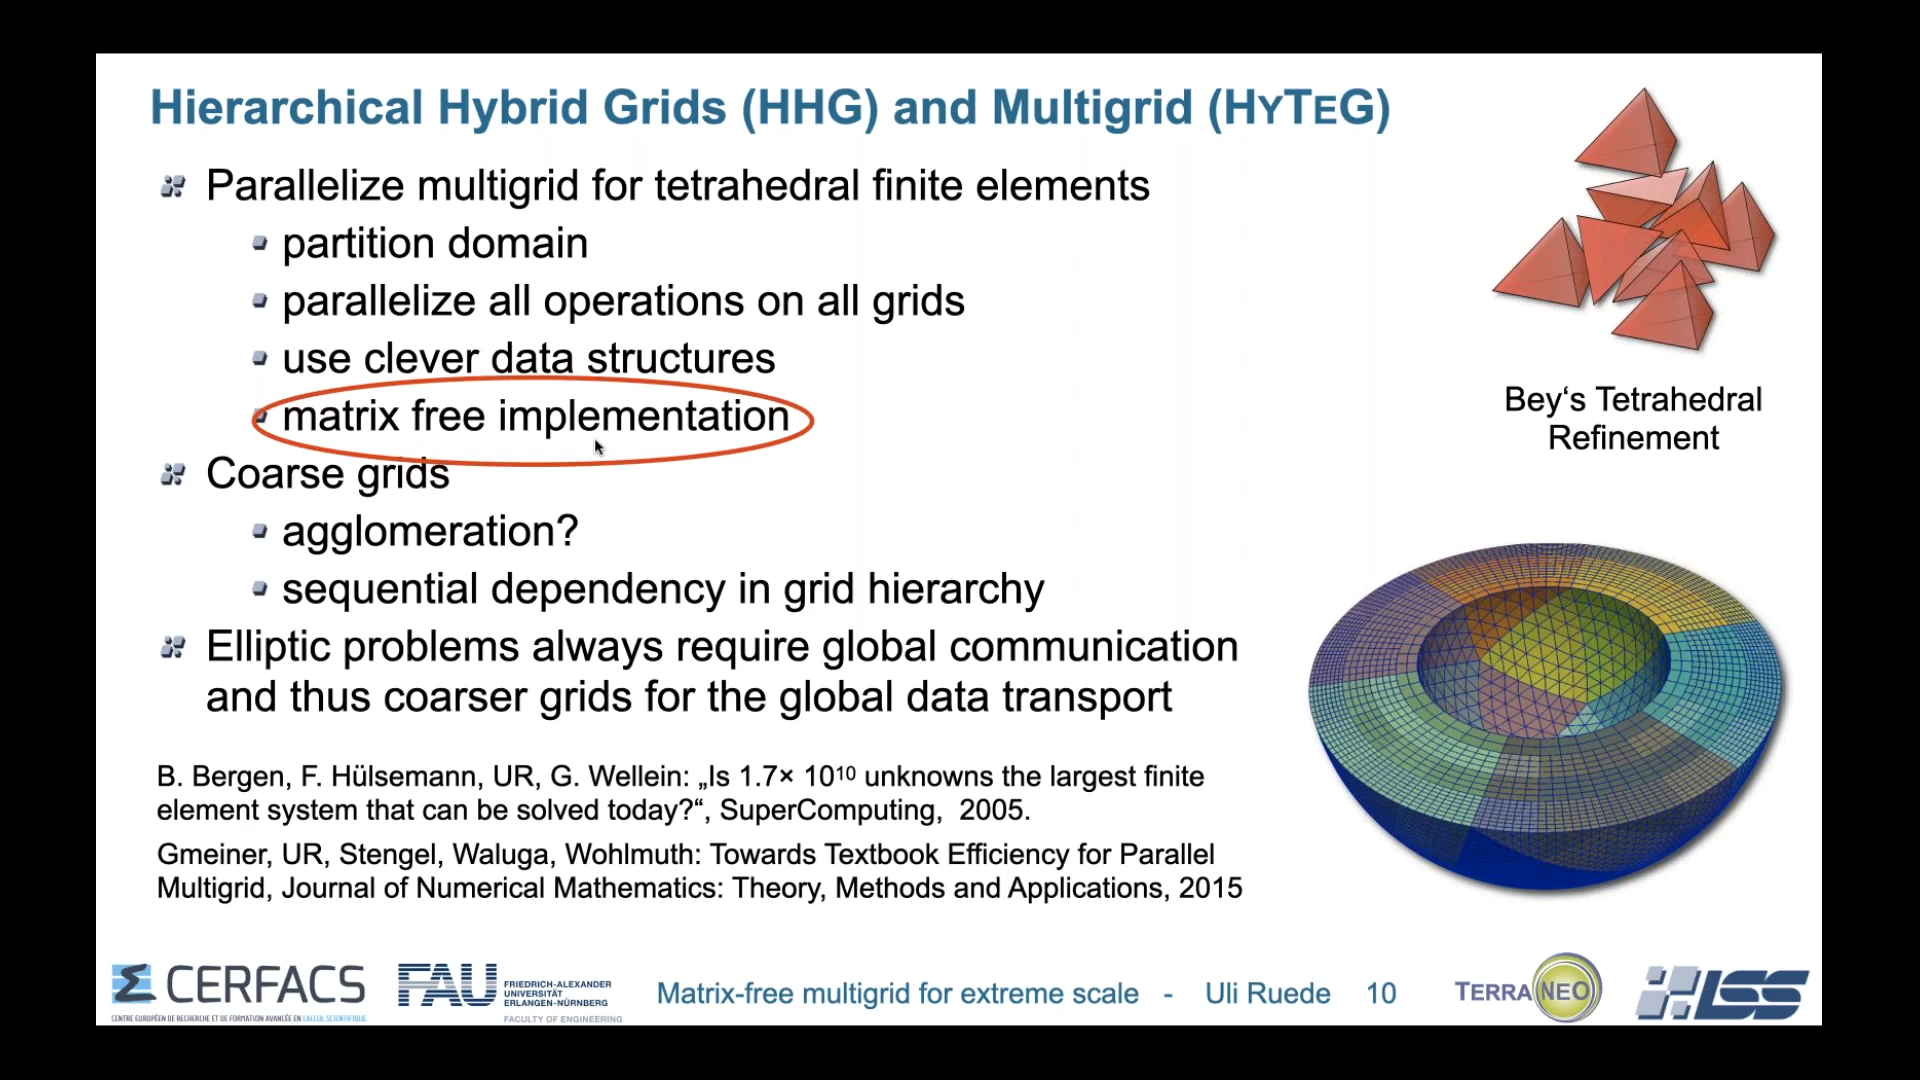 Hierarchical Hybrid Grids (HHG) and Multigrid (HYTEG)
Parallelize multigrid for tetrahedral finite elements
partition domain
parallelize all operations on all grids
use clever data structures
matrix free implementation
Coarse grids
agglomeration?
sequential dependency in grid hierarchy
Elliptic problems always require global communication
and thus coarser grids for the global data transport
Bey‘s Tetrahedral
Refinement
B. Bergen, F. Hülsemann, UR, G. Wellein: „Is 1.7× 10¹⁰ unknowns the largest finite
element system that can be solved today?“, SuperComputing, 2005.
Gmeiner, UR, Stengel, Waluga, Wohlmuth: Towards Textbook Efficiency for Parallel
Multigrid, Journal of Numerical Mathematics: Theory, Methods and Applications, 2015
CERFACS
CENTRE EUROPÉEN DE RECHERCHE ET DE FORMATION AVANCÉE EN CALCUL SCIENTIFIQUE
FAU
FRIEDRICH-ALEXANDER
UNIVERSITÄT
ERLANGEN-NÜRNBERG
FACULTY OF ENGINEERING
Matrix-free multigrid for extreme scale - Uli Ruede 10
TERRA NEO
LSS